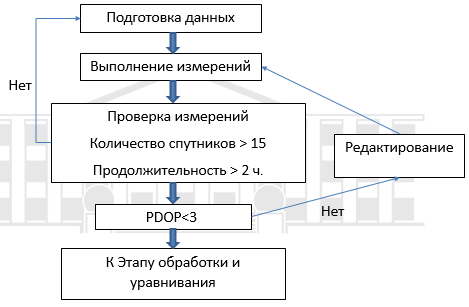 Подготовка данных
Нет
Выполнение измерений
Проверка измерений
Количество спутников > 15
Продолжительность > 2 ч.
Редактирование
PDOP<3
Нет
К Этапу обработки и
уравнивания